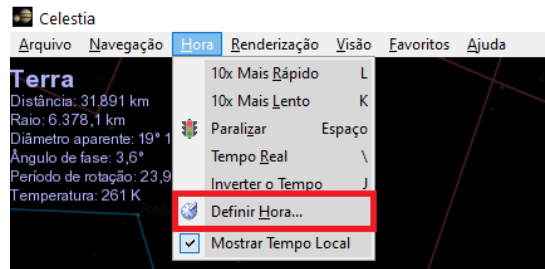 Celestia
Arquivo Navegação Hora Renderização Visão Favoritos Ajuda
Terra
Distância: 31.891 km
Raio: 6.378,1 km
Diâmetro aparente: 19° 1
Ângulo de fase: 3,6°
Período de rotação: 23,9
Temperatura: 261 K
10x Mais Rápido L
10x Mais Lento K
Paralizar Espaço
Tempo Real \
Inverter o Tempo J
Definir Hora...
Mostrar Tempo Local